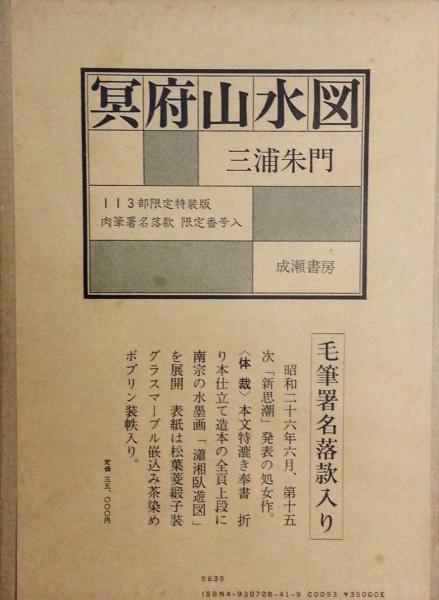 冥府山水図
三浦朱門
113部限定特装版
肉筆署名落款 限定番号入
成瀬書房
毛筆署名落款入り
昭和二十六年六月、第十五
次「新思潮」発表の処女作。
〈体 裁〉本文特漉き奉書 折
り本仕立て造本の全頁上段に
南宗の水墨画「瀟湘臥遊図」
を展開 表紙は松葉菱緞子装
グラスマーブル嵌込み茶染め
ポプリン装帙入り。
定価 三五、〇〇〇円
5639
ISBN4-930708-41-9 C0093 ¥35000E